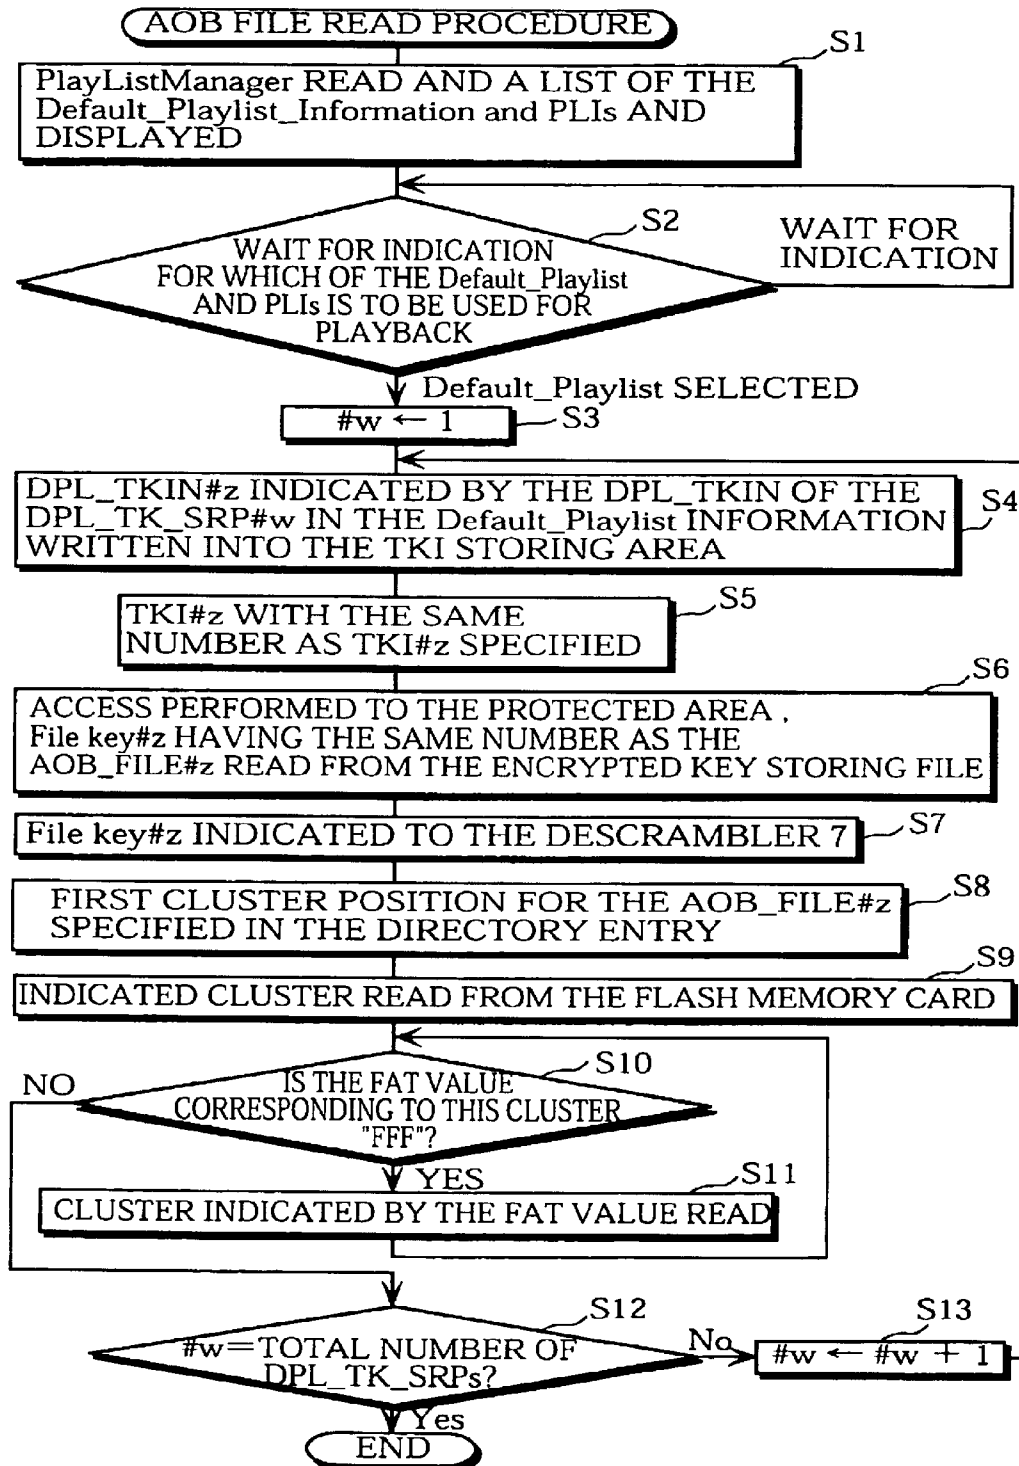 AOB FILE READ PROCEDURE
S1
PlayListManager READ AND A LIST OF THE
Default_Playlist_Information and PLIs AND
DISPLAYED
S2
WAIT FOR INDICATION
FOR WHICH OF THE Default_Playlist
AND PLIs IS TO BE USED FOR
PLAYBACK
WAIT FOR
INDICATION
Default_Playlist SELECTED
#w ← 1
S3
DPL_TKIN#z INDICATED BY THE DPL_TKIN OF THE
DPL_TK_SRP#w IN THE Default_Playlist INFORMATION
WRITTEN INTO THE TKI STORING AREA
S4
S5
TKI#z WITH THE SAME
NUMBER AS TKI#z SPECIFIED
S6
ACCESS PERFORMED TO THE PROTECTED AREA .
File key#z HAVING THE SAME NUMBER AS THE
AOB_FILE#z READ FROM THE ENCRYPTED KEY STORING FILE
File key#z INDICATED TO THE DESCRAMBLER 7
S7
FIRST CLUSTER POSITION FOR THE AOB_FILE#z
SPECIFIED IN THE DIRECTORY ENTRY
S8
S9
INDICATED CLUSTER READ FROM THE FLASH MEMORY CARD
S10
NO
IS THE FAT VALUE
CORRESPONDING TO THIS CLUSTER
"FFF"?
YES
S11
CLUSTER INDICATED BY THE FAT VALUE READ
S12
#w=TOTAL NUMBER OF
DPL_TK_SRPs?
No
S13
#w ← #w + 1
Yes
END